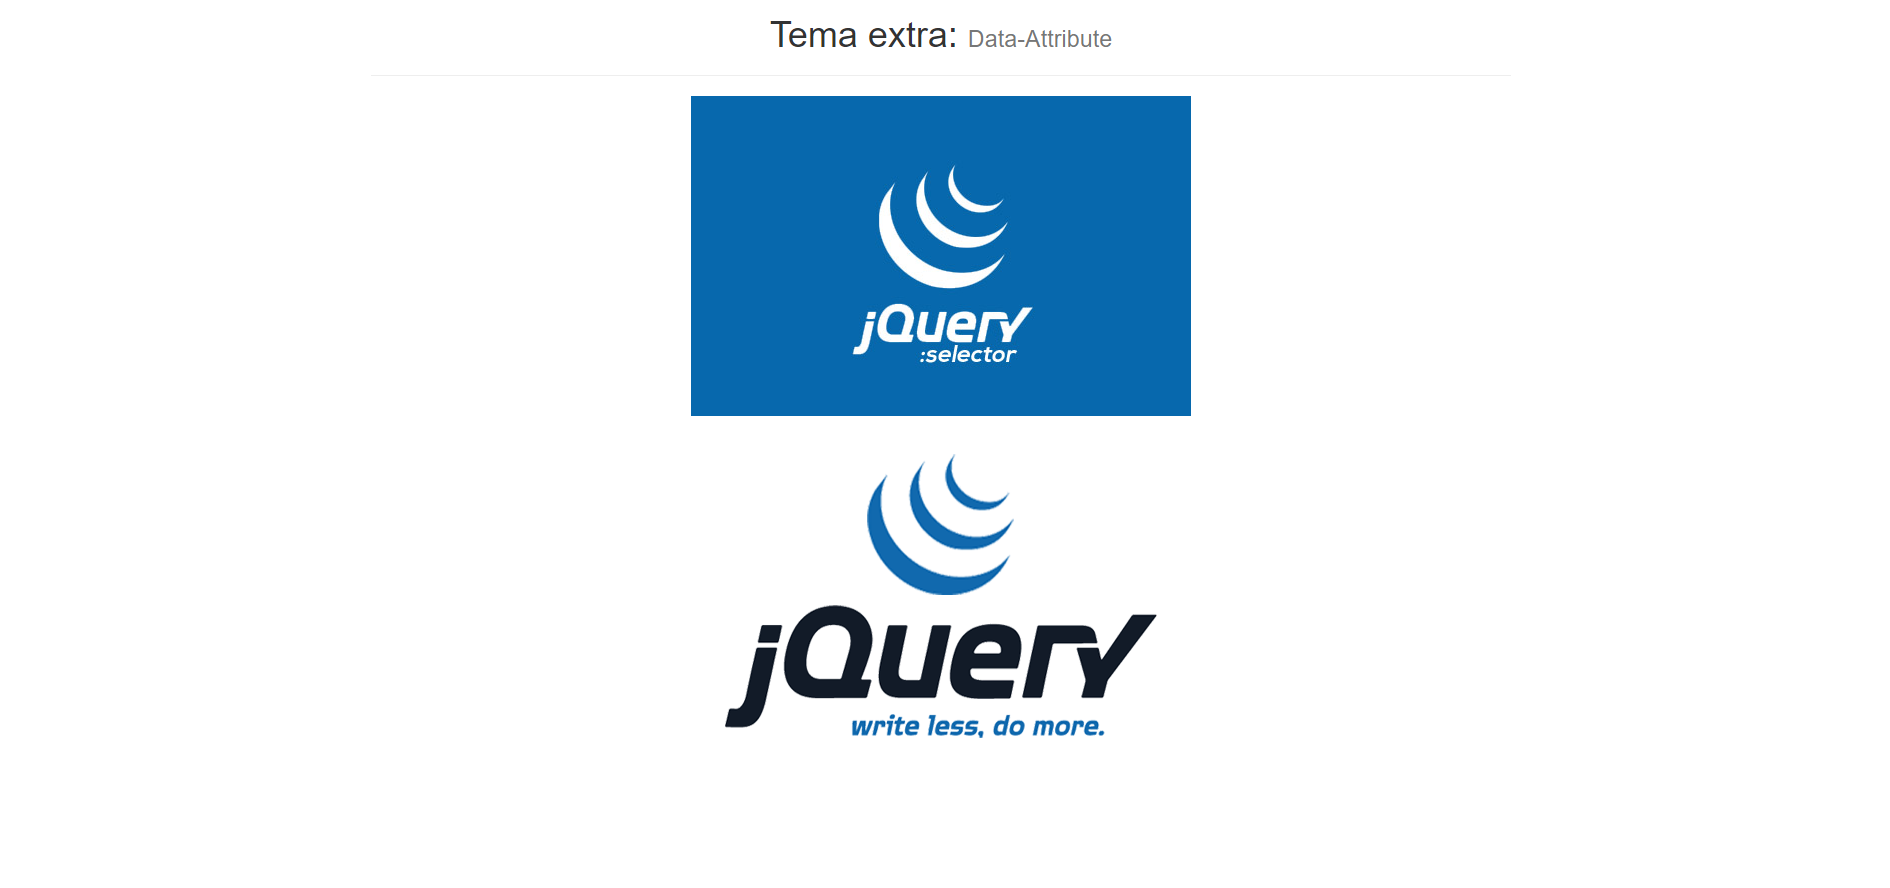 Tema extra: Data-Attribute
jQuery
:selector
jQuery
write less, do more.